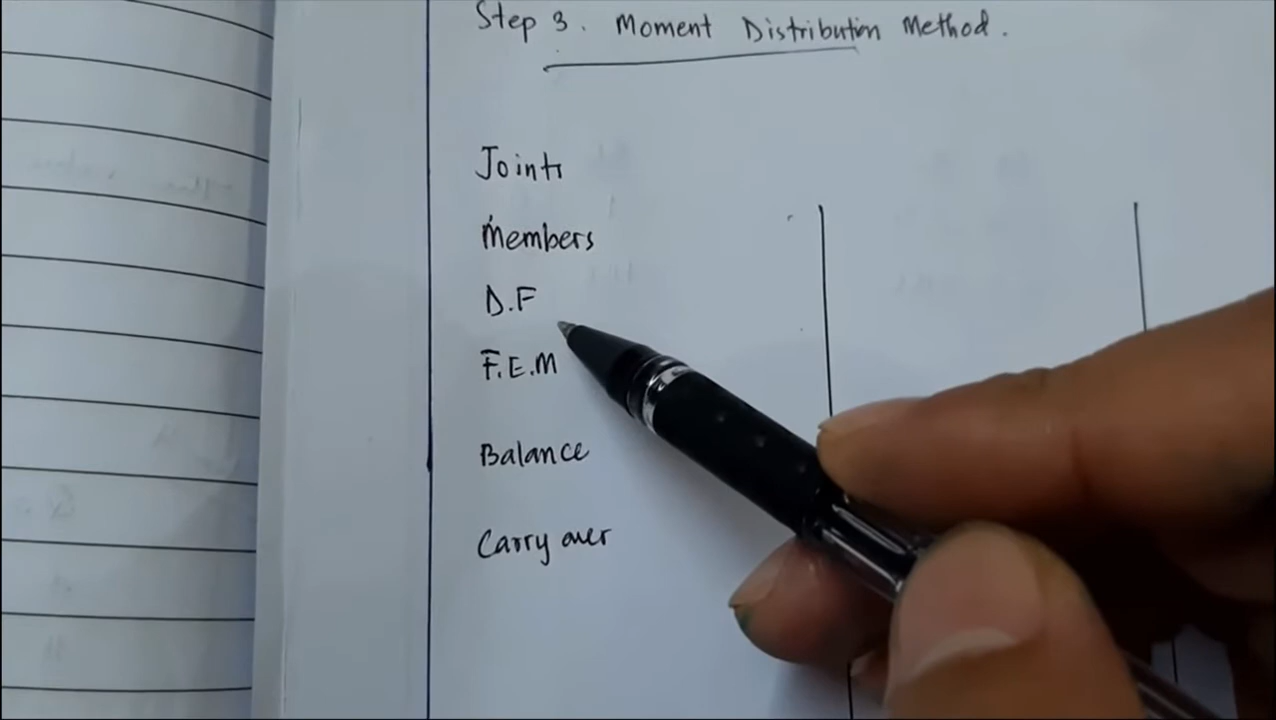 Step 3. Moment Distribution Method.
Joints
Members
D.F
F.E.M
Balance
Carry over